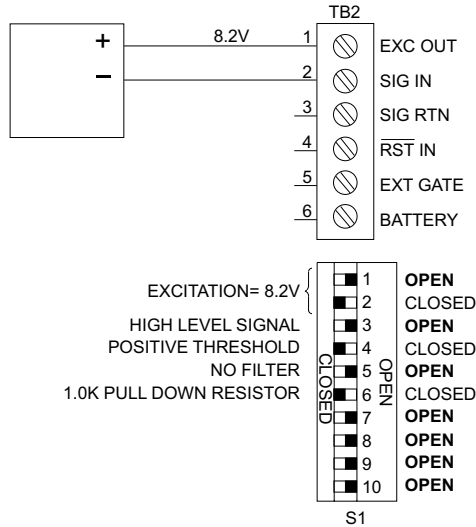 TB2
+ 8.2V 1 EXC OUT
– 2 SIG IN
3 SIG RTN
4 R̅S̅T̅ IN
5 EXT GATE
6 BATTERY
EXCITATION= 8.2V
1 OPEN
2 CLOSED
HIGH LEVEL SIGNAL 3 OPEN
POSITIVE THRESHOLD 4 CLOSED
NO FILTER 5 OPEN
1.0K PULL DOWN RESISTOR 6 CLOSED
7 OPEN
8 OPEN
9 OPEN
10 OPEN
CLOSED
OPEN
S1